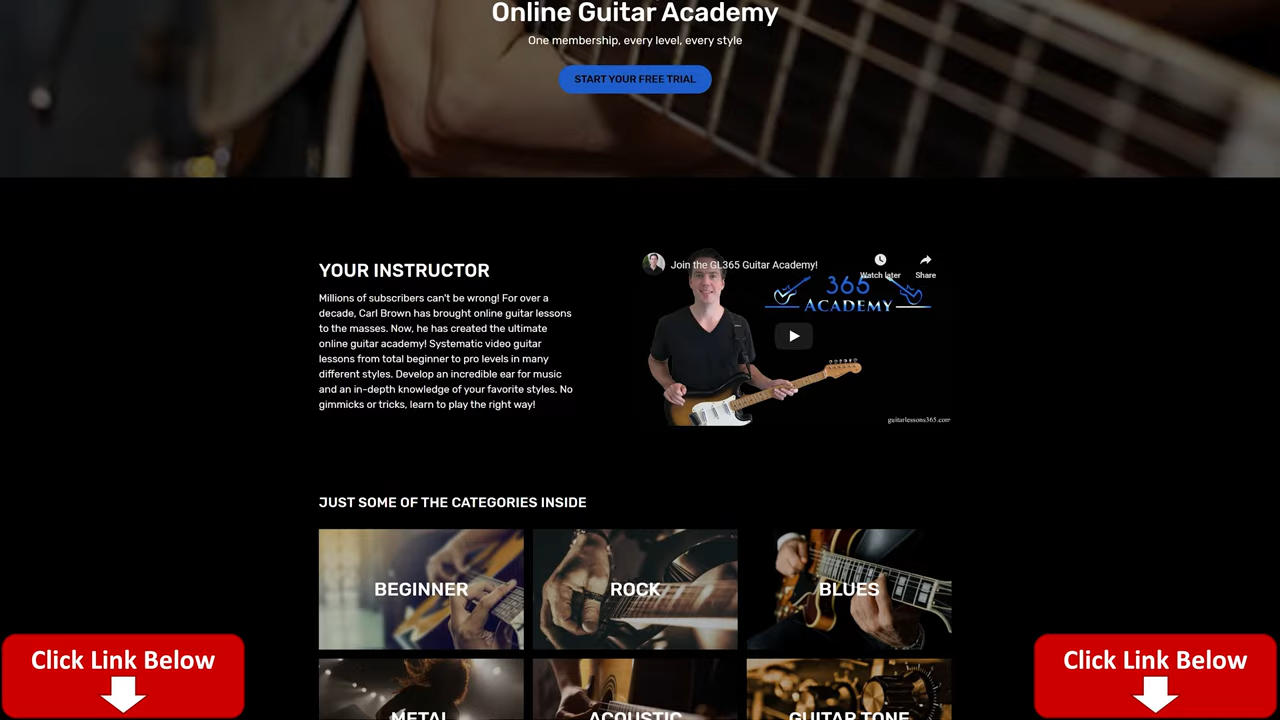 Online Guitar Academy
One membership, every level, every style
START YOUR FREE TRIAL
YOUR INSTRUCTOR
Millions of subscribers can't be wrong! For over a
decade, Carl Brown has brought online guitar lessons
to the masses. Now, he has created the ultimate
online guitar academy! Systematic video guitar
lessons from total beginner to pro levels in many
different styles. Develop an incredible ear for music
and an in-depth knowledge of your favorite styles. No
gimmicks or tricks, learn to play the right way!
Join the GL365 Guitar Academy!
Watch later
Share
365
ACADEMY
guitarlessons365.com
JUST SOME OF THE CATEGORIES INSIDE
BEGINNER
ROCK
BLUES
METAL
ACOUSTIC
GUITAR TONE
Click Link Below
Click Link Below